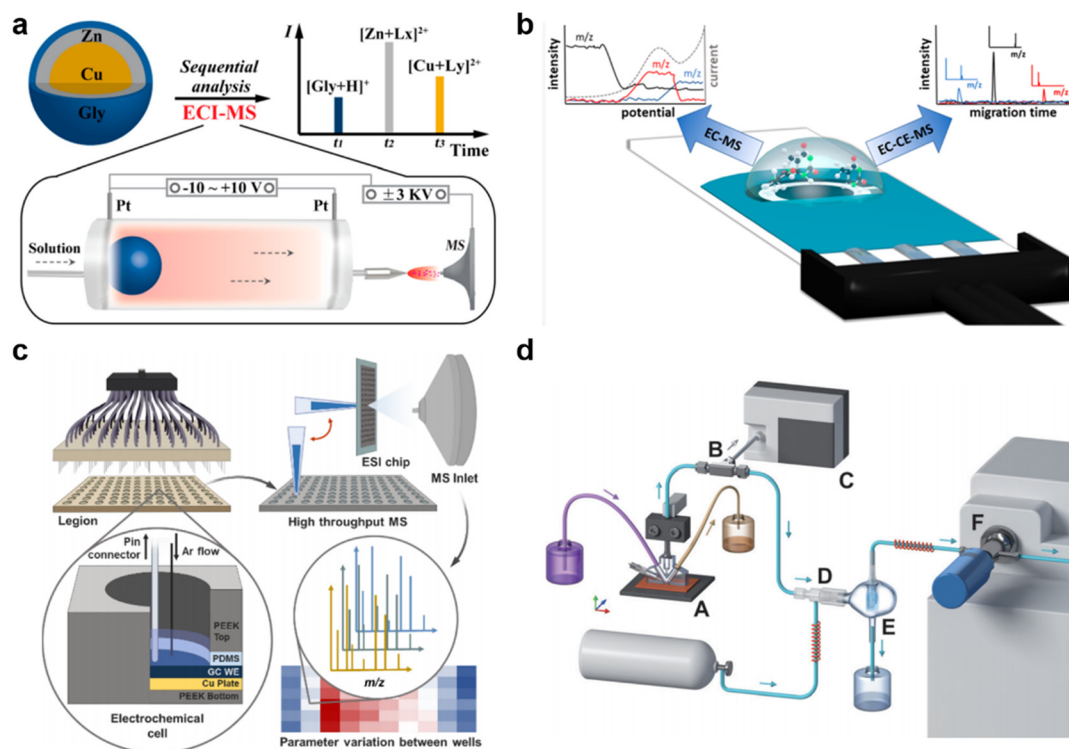 a
Zn
Cu
Gly
Sequential
analysis
ECI-MS
I
[Zn+Lx]²⁺
[Cu+Ly]²⁺
[Gly+H]⁺
t₁
t₂
t₃
Time
-10 ~ +10 V
±3 KV
Pt
Pt
Solution
MS
b
intensity
m/z
m/z
m/z
current
potential
EC-MS
intensity
m/z
m/z
m/z
migration time
EC-CE-MS
c
Legion
ESI chip
MS Inlet
High throughput MS
Pin
connector
Ar flow
PEEK
Top
PDMS
GC WE
Cu Plate
PEEK Bottom
Electrochemical
cell
m/z
Parameter variation between wells
d
A
B
C
D
E
F